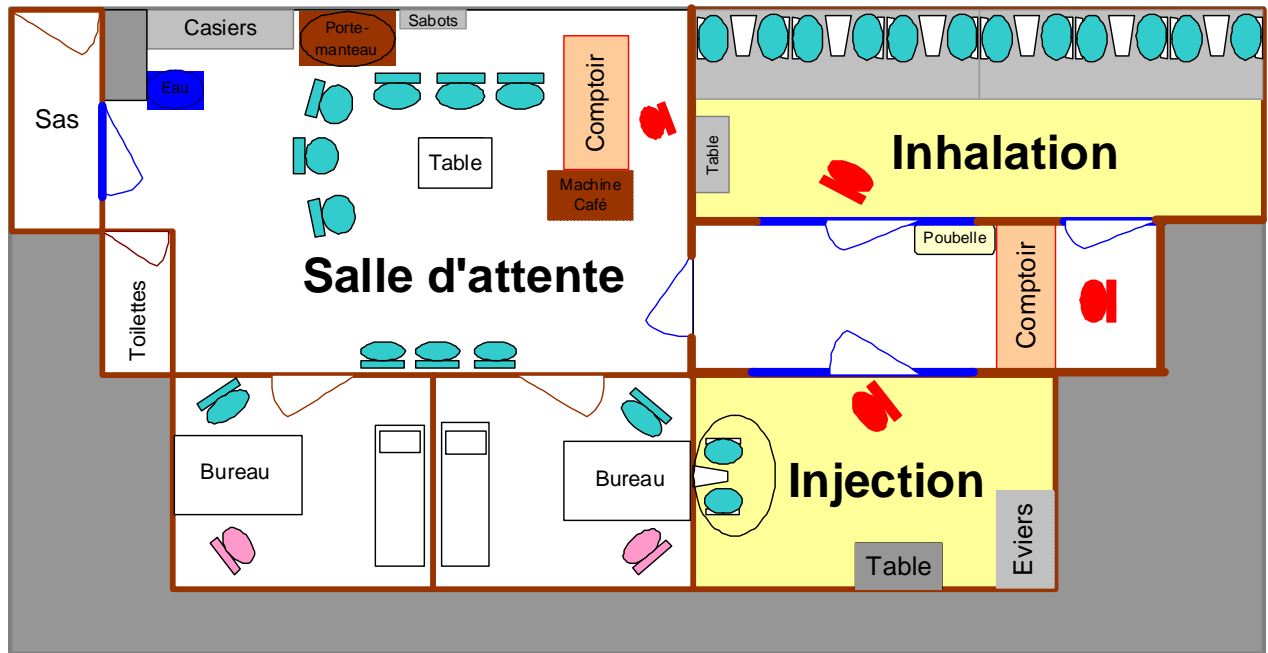 Casiers
Porte-
manteau
Sabots
Eau
Sas
Comptoir
Table
Machine
Café
Table
Inhalation
Poubelle
Comptoir
Salle d'attente
Toilettes
Bureau
Bureau
Injection
Eviers
Table